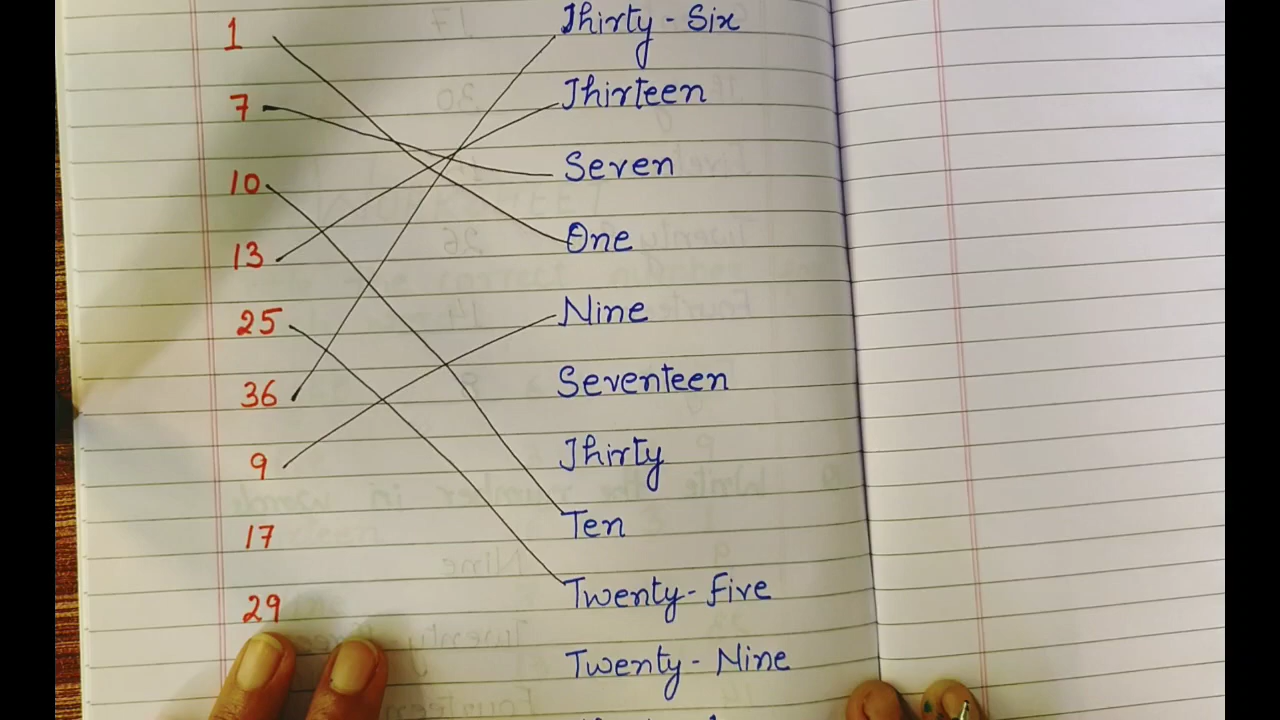 1 Thirty - Six
7 Thirteen
10 Seven
13 One
25 Nine
36 Seventeen
9 Thirty
17 Ten
29 Twenty - Five
Twenty - Nine